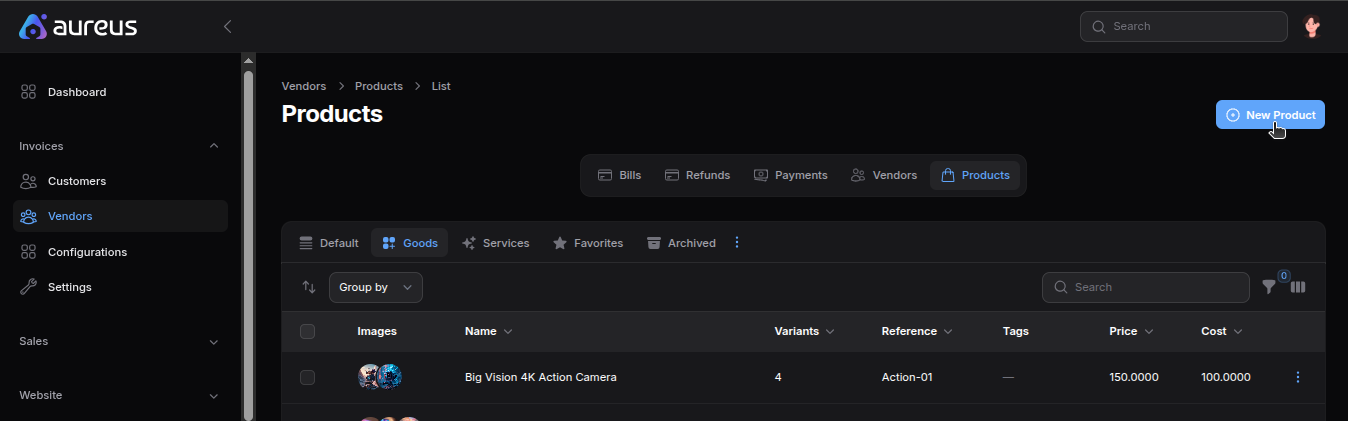 aureus
Search
Dashboard
Invoices
Customers
Vendors
Configurations
Settings
Sales
Website
Vendors Products List
Products
New Product
Bills Refunds Payments Vendors Products
Default Goods Services Favorites Archived
Group by
Search
0
Images Name Variants Reference Tags Price Cost
Big Vision 4K Action Camera 4 Action-01 — 150.0000 100.0000